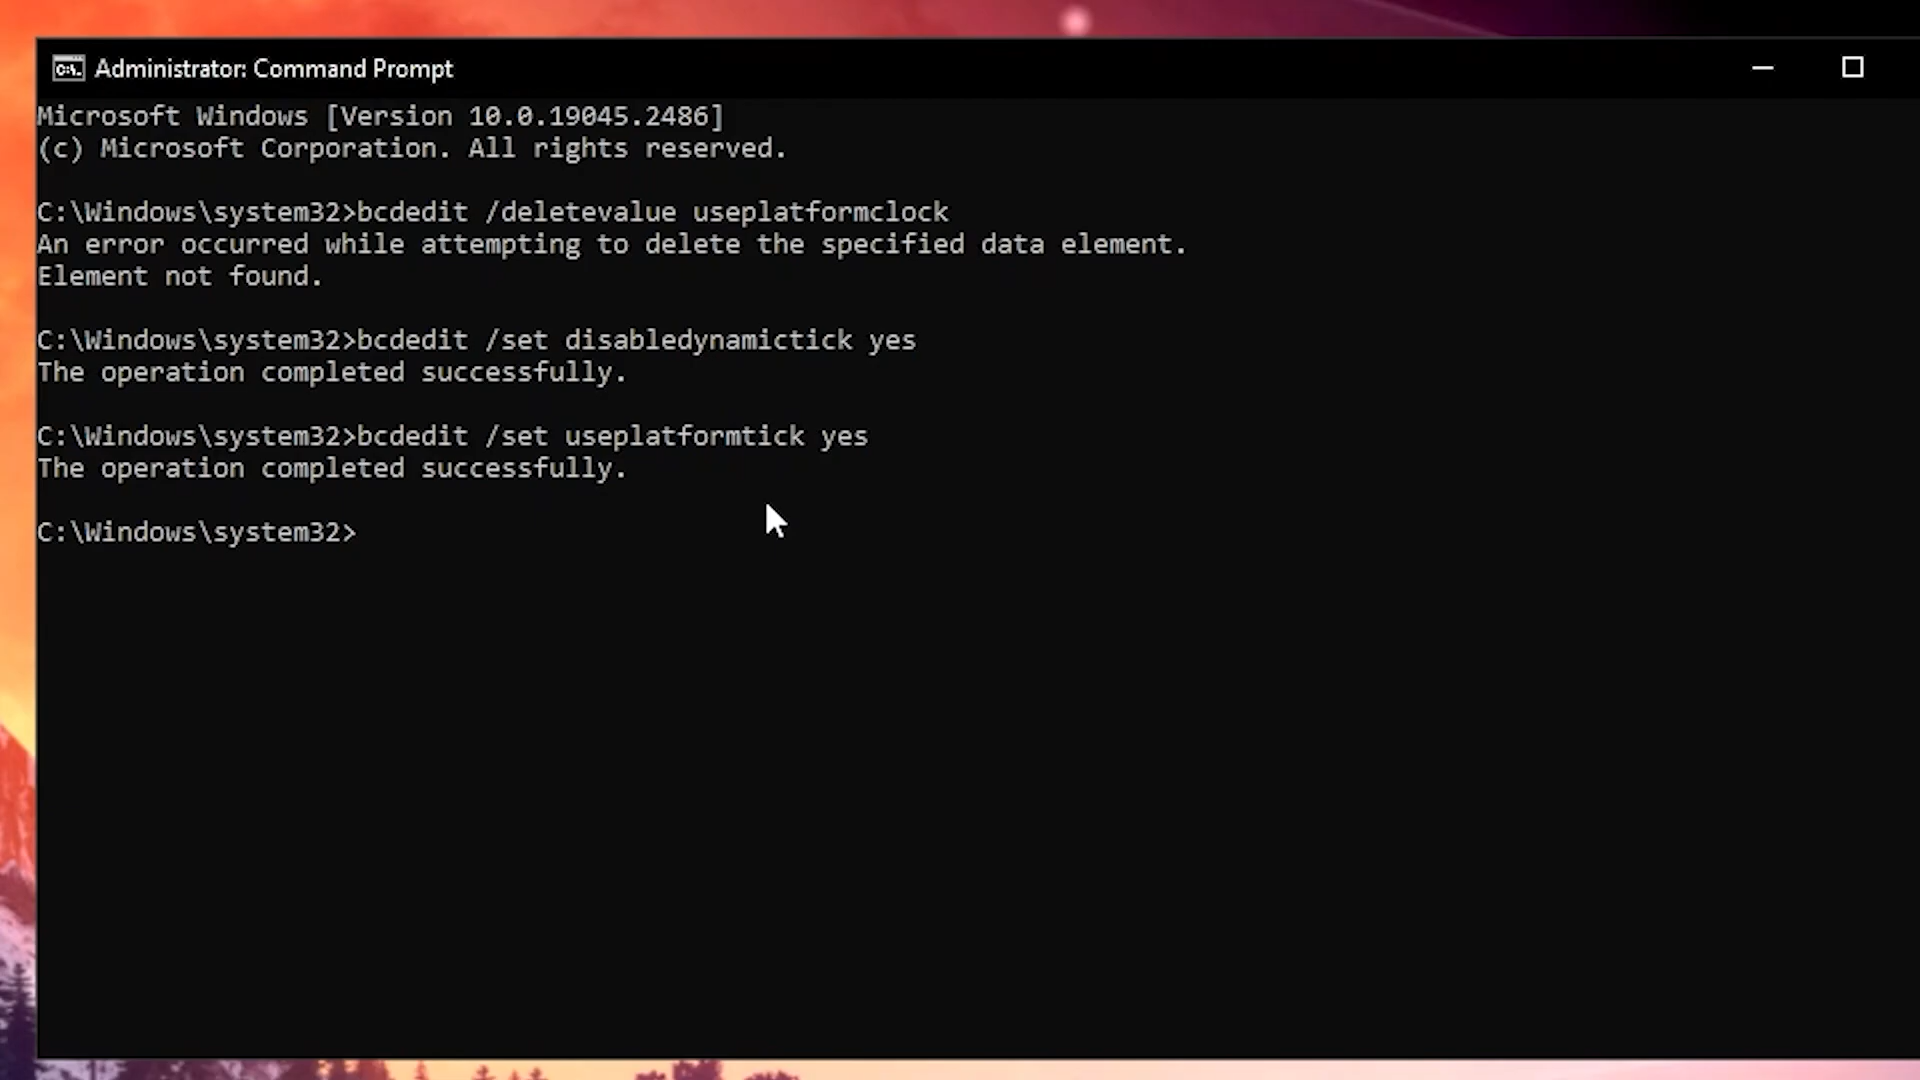 Administrator: Command Prompt
Microsoft Windows [Version 10.0.19045.2486]
(c) Microsoft Corporation. All rights reserved.
C:\Windows\system32>bcdedit /deletevalue useplatformclock
An error occurred while attempting to delete the specified data element.
Element not found.
C:\Windows\system32>bcdedit /set disabledynamictick yes
The operation completed successfully.
C:\Windows\system32>bcdedit /set useplatformtick yes
The operation completed successfully.
C:\Windows\system32>